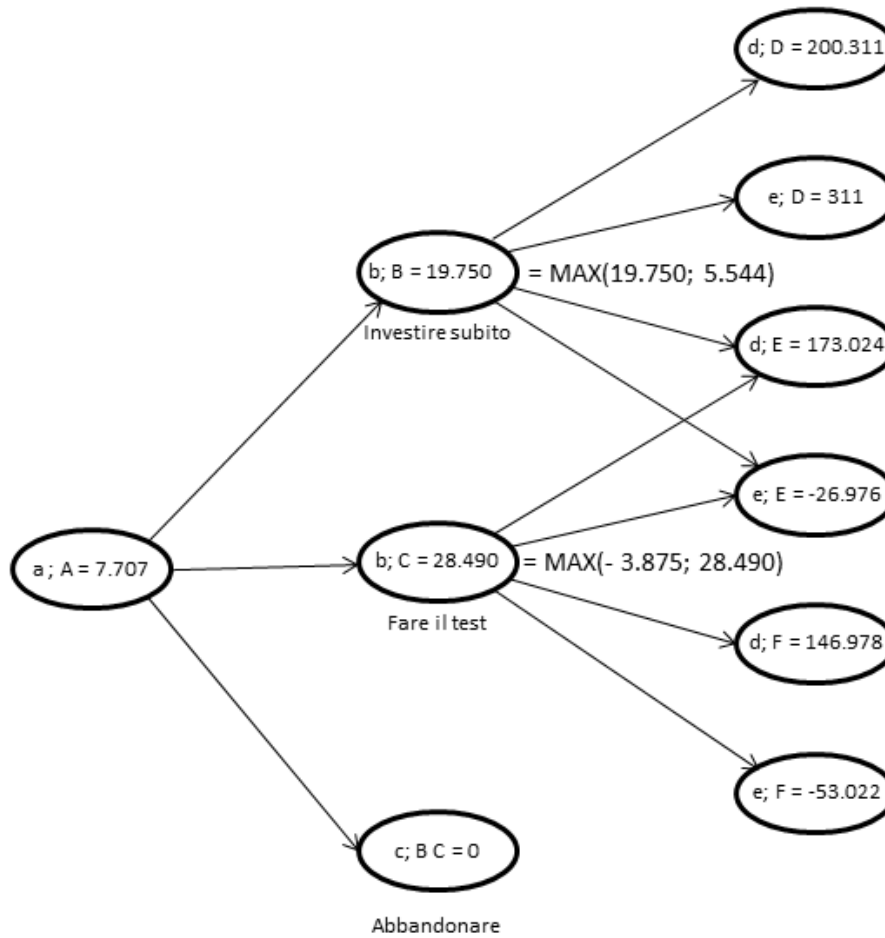 d; D = 200.311
e; D = 311
b; B = 19.750
= MAX(19.750; 5.544)
Investire subito
d; E = 173.024
e; E = -26.976
a ; A = 7.707
b; C = 28.490
= MAX(- 3.875; 28.490)
Fare il test
d; F = 146.978
e; F = -53.022
c; B C = 0
Abbandonare